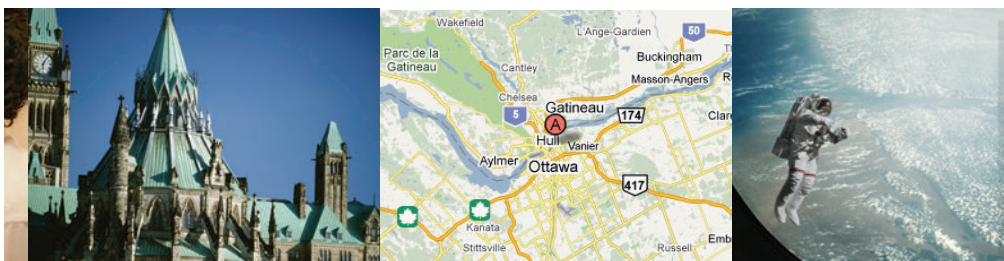 Wakefield
L'Ange-Gardien
50
Buckingham
Parc de la
Gatineau
Cantley
Masson-Angers
Chelsea
5
Gatineau
174
A
Hull
Vanier
Aylmer
Ottawa
417
Kanata
Stittsville
Russell